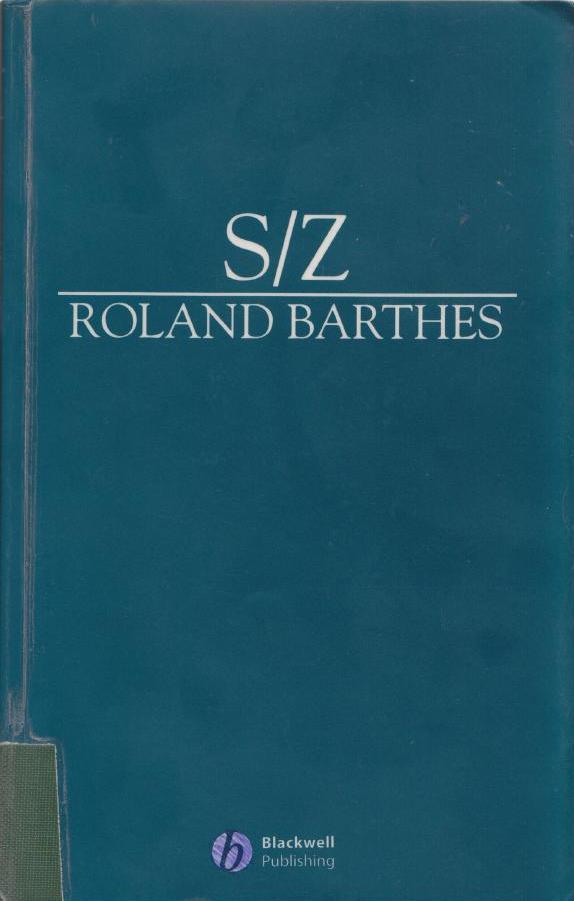 S/Z
ROLAND BARTHES
b
Blackwell
Publishing